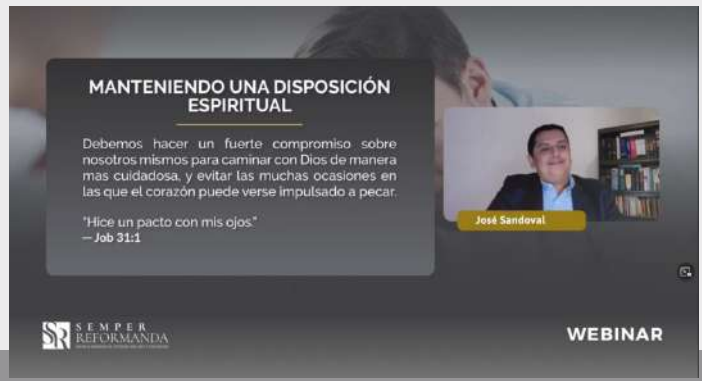 MANTENIENDO UNA DISPOSICIÓN
ESPIRITUAL
Debemos hacer un fuerte compromiso sobre
nosotros mismos para caminar con Dios de manera
mas cuidadosa, y evitar las muchas ocasiones en
las que el corazón puede verse impulsado a pecar.
"Hice un pacto con mis ojos."
— Job 31:1
José Sandoval
SR SEMPER
REFORMANDA
WEBINAR